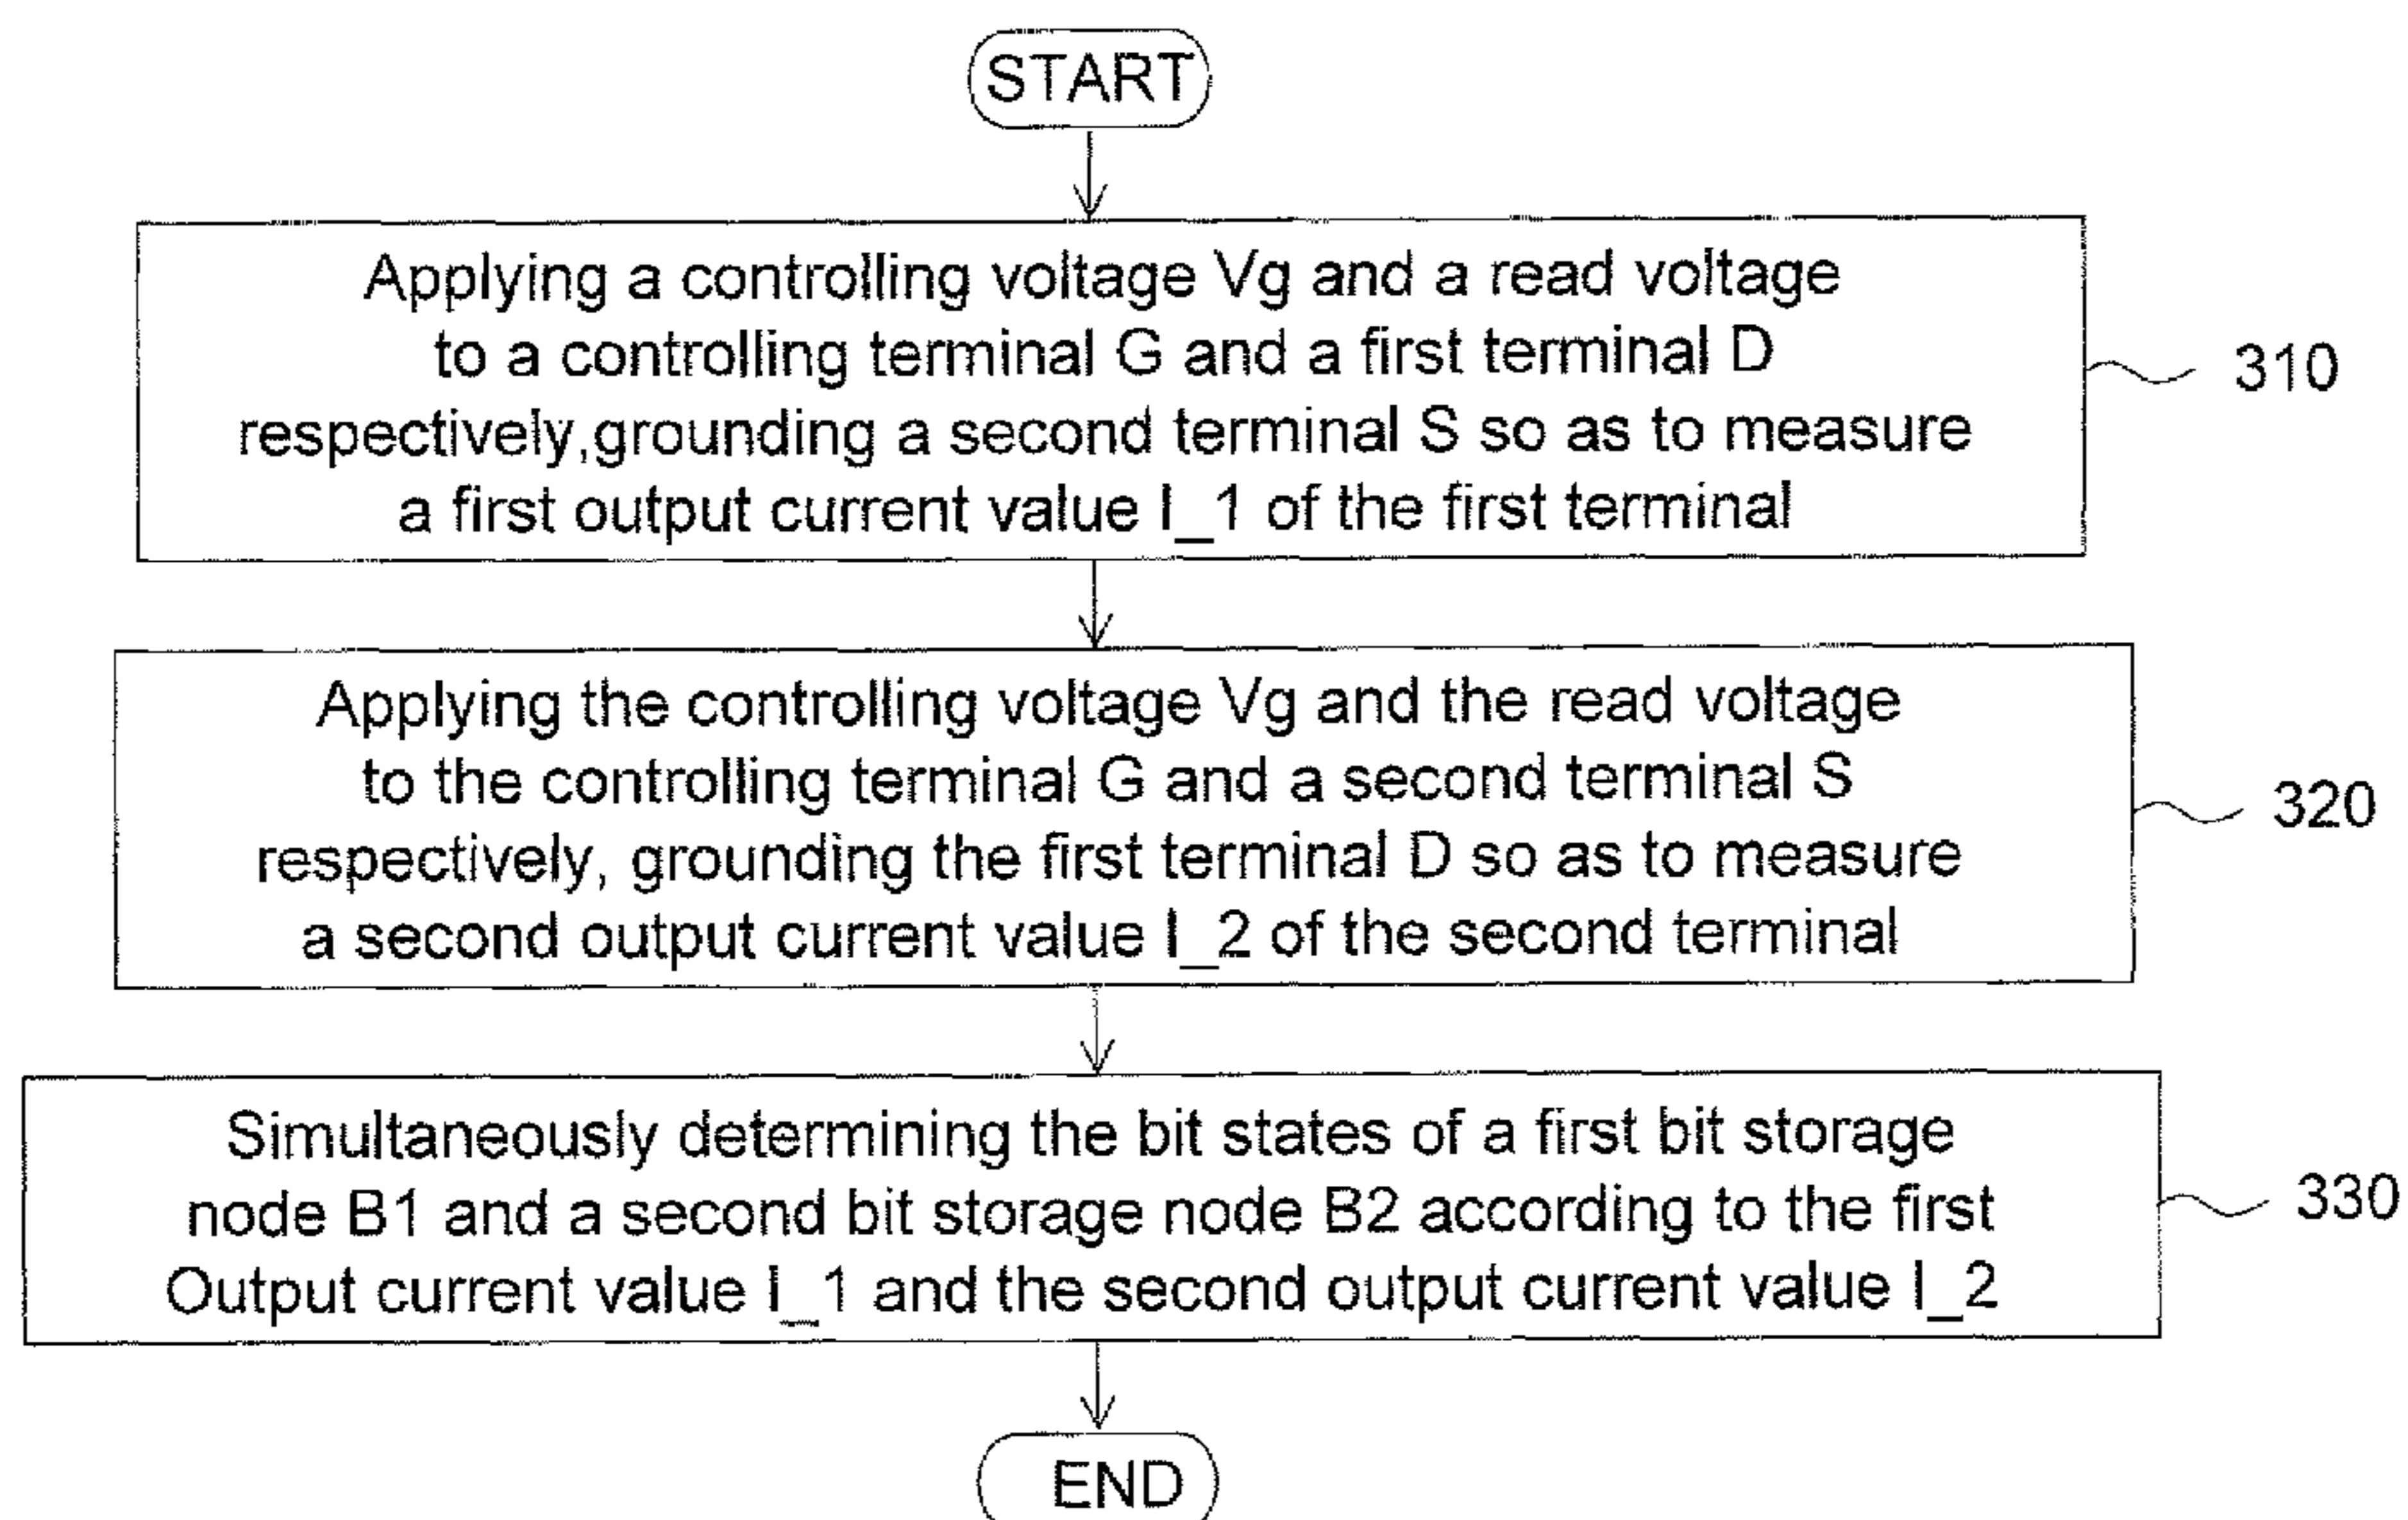 START
Applying a controlling voltage Vg and a read voltage
to a controlling terminal G and a first terminal D
respectively,grounding a second terminal S so as to measure
a first output current value I_1 of the first terminal
310
Applying the controlling voltage Vg and the read voltage
to the controlling terminal G and a second terminal S
respectively, grounding the first terminal D so as to measure
a second output current value I_2 of the second terminal
320
Simultaneously determining the bit states of a first bit storage
node B1 and a second bit storage node B2 according to the first
Output current value I_1 and the second output current value I_2
330
END